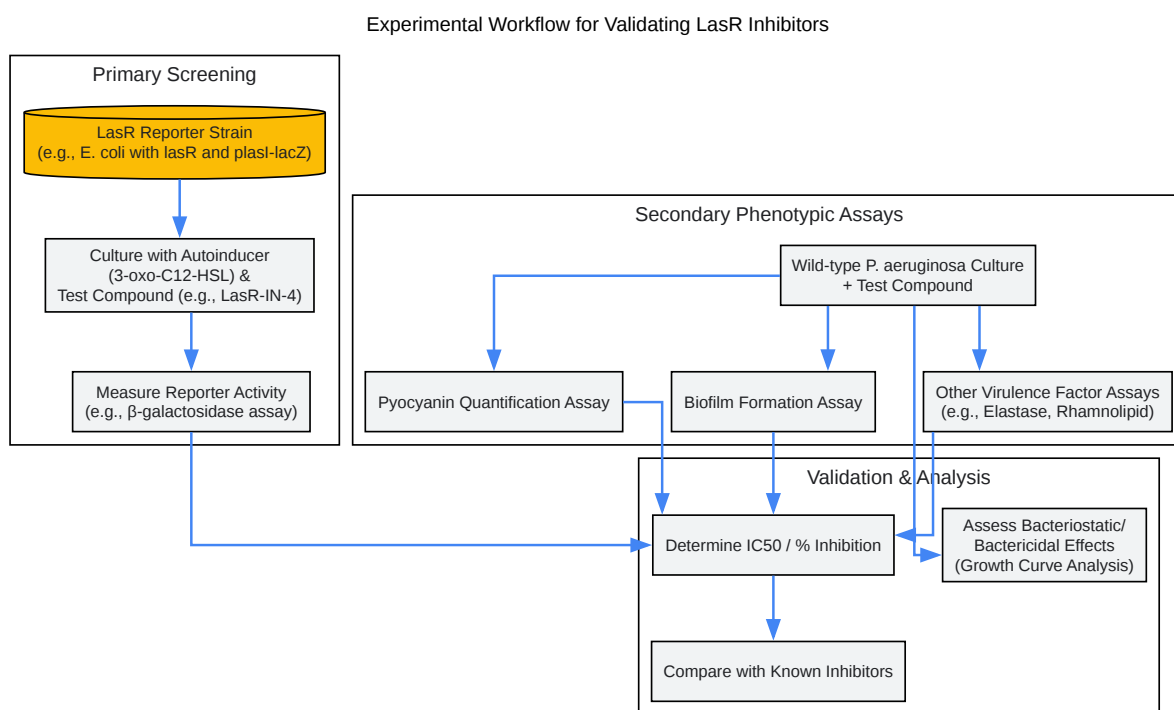 Experimental Workflow for Validating LasR Inhibitors
Primary Screening
LasR Reporter Strain
(e.g., E. coli with lasR and plasI-lacZ)
Culture with Autoinducer
(3-oxo-C12-HSL) &
Test Compound (e.g., LasR-IN-4)
Measure Reporter Activity
(e.g., β-galactosidase assay)
Secondary Phenotypic Assays
Wild-type P. aeruginosa Culture
+ Test Compound
Pyocyanin Quantification Assay
Biofilm Formation Assay
Other Virulence Factor Assays
(e.g., Elastase, Rhamnolipid)
Validation & Analysis
Determine IC50 / % Inhibition
Assess Bacteriostatic/
Bactericidal Effects
(Growth Curve Analysis)
Compare with Known Inhibitors